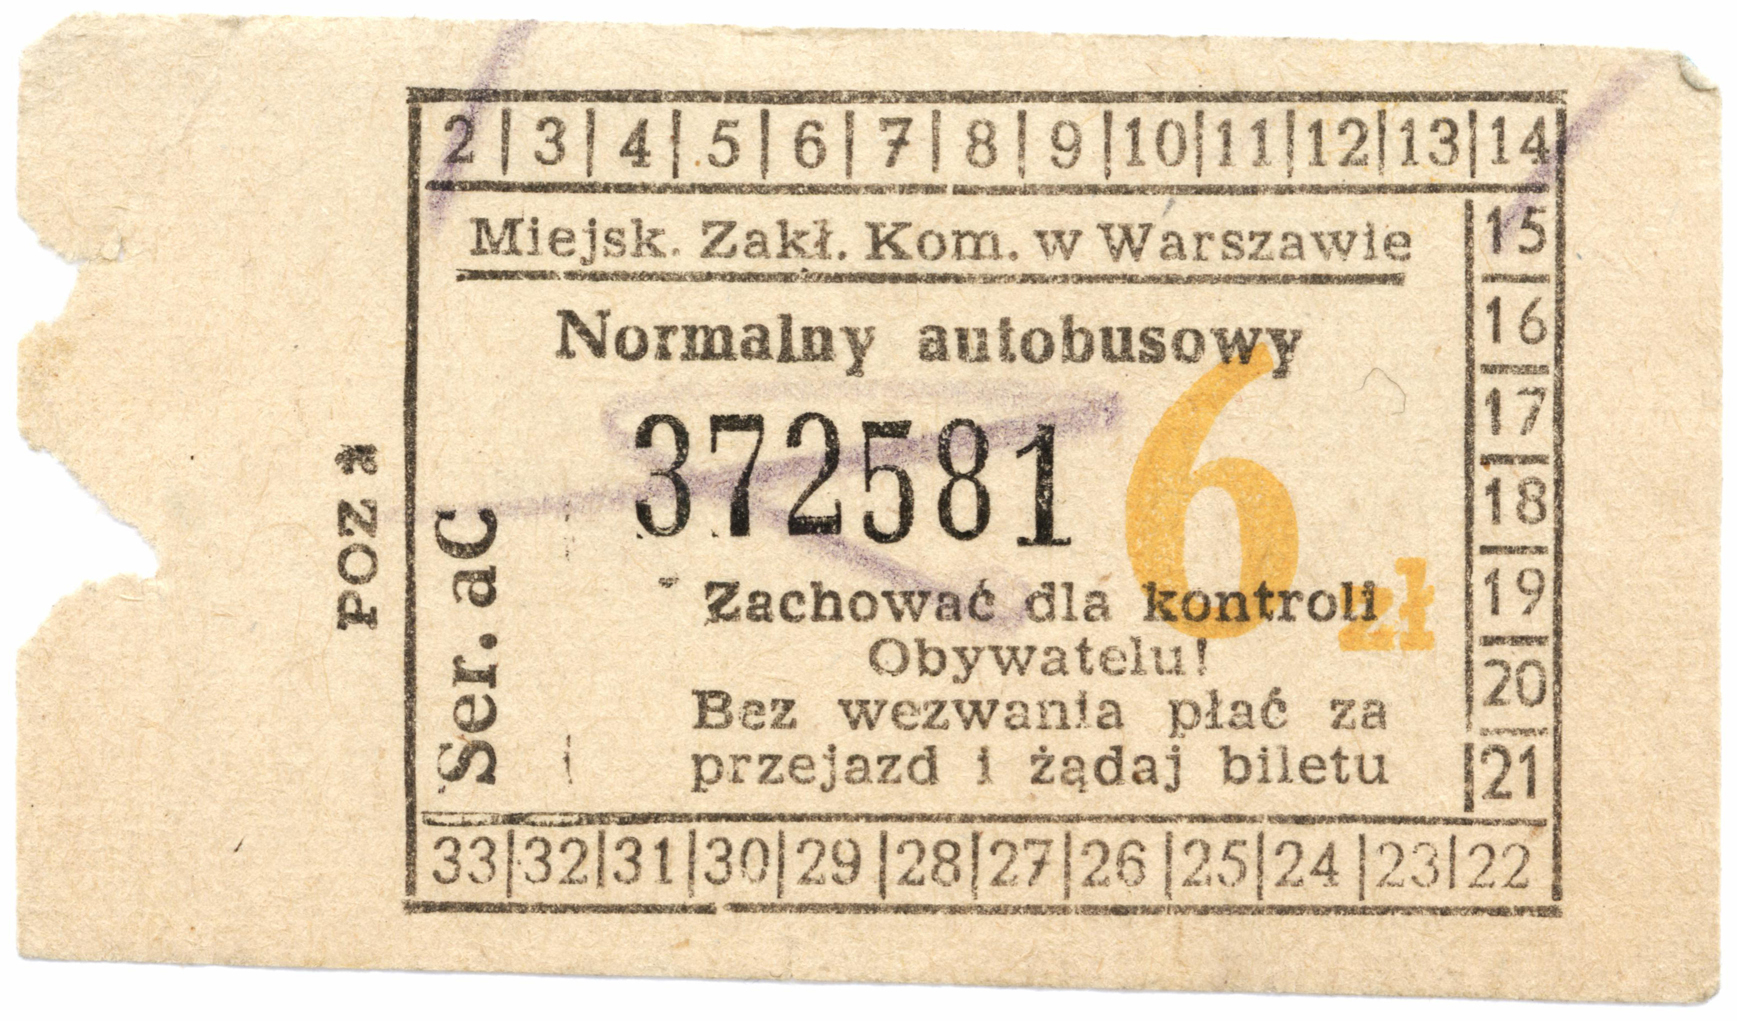 2 3 4 5 6 7 8 9 10 11 12 13 14
Miejsk. Zakł. Kom. w Warszawie
15
16
17
18
19
20
21
Normalny autobusowy
372581
6 zł
Zachować dla kontroli
Obywatelu!
Bez wezwania płać za
przejazd i żądaj biletu
Ser. aC
33 32 31 30 29 28 27 26 25 24 23 22